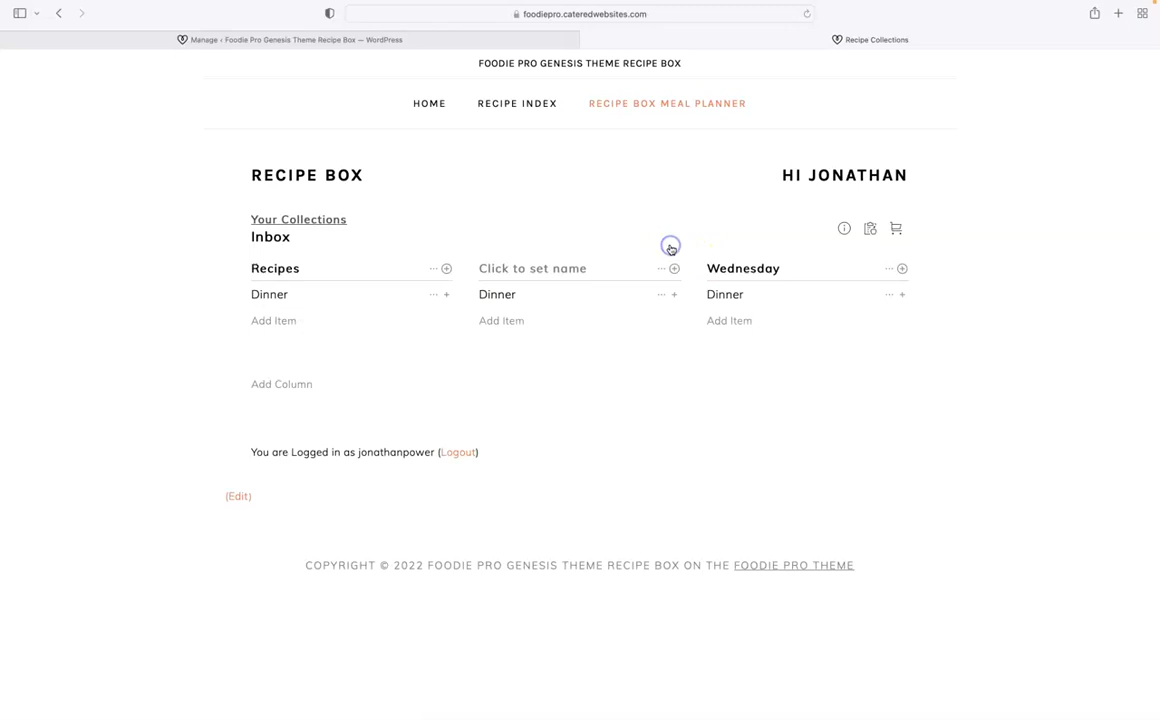 foodiepro.cateredwebsites.com
Manage ‹ Foodie Pro Genesis Theme Recipe Box — WordPress
Recipe Collections
FOODIE PRO GENESIS THEME RECIPE BOX
HOME RECIPE INDEX RECIPE BOX MEAL PLANNER
RECIPE BOX HI JONATHAN
Your Collections
Inbox
Recipes Click to set name Wednesday
Dinner Dinner Dinner
Add Item Add Item Add Item
Add Column
You are Logged in as jonathanpower (Logout)
(Edit)
COPYRIGHT © 2022 FOODIE PRO GENESIS THEME RECIPE BOX ON THE FOODIE PRO THEME